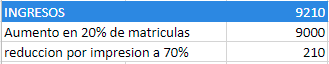 INGRESOS 9210
Aumento en 20% de matriculas 9000
reduccion por impresion a 70% 210